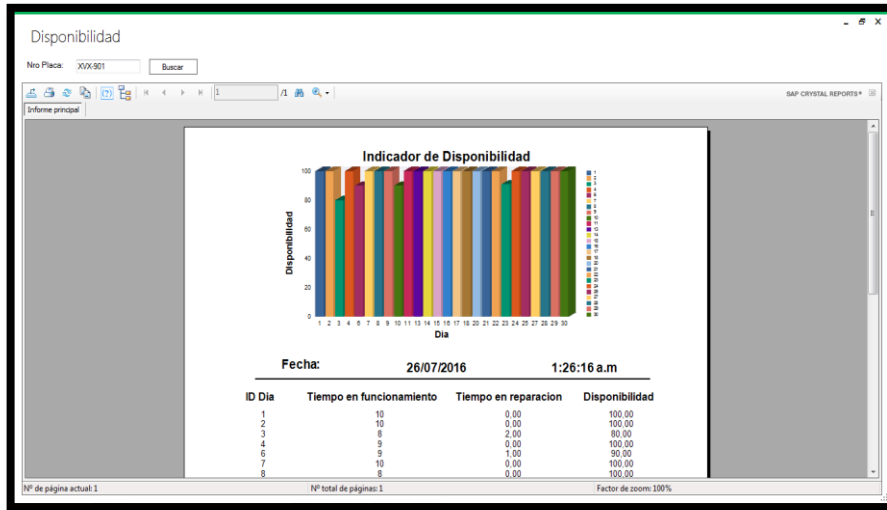 Disponibilidad
Nro Placa: XVX-901 Buscar
1 /1 SAP CRYSTAL REPORTS®
Informe principal
Indicador de Disponibilidad
100
80
60
40
20
0
Disponibilidad
1 2 3 4 6 7 8 9 10 11 13 14 15 16 17 18 20 21 22 23 24 25 27 28 29 30
Dia
Fecha: 26/07/2016 1:26:16 a.m
ID Dia Tiempo en funcionamiento Tiempo en reparacion Disponibilidad
1 10 0,00 100,00
2 10 0,00 100,00
3 8 2,00 80,00
4 9 0,00 100,00
6 9 1,00 90,00
7 10 0,00 100,00
8 8 0,00 100,00
Nº de página actual: 1 Nº total de páginas: 1 Factor de zoom: 100%